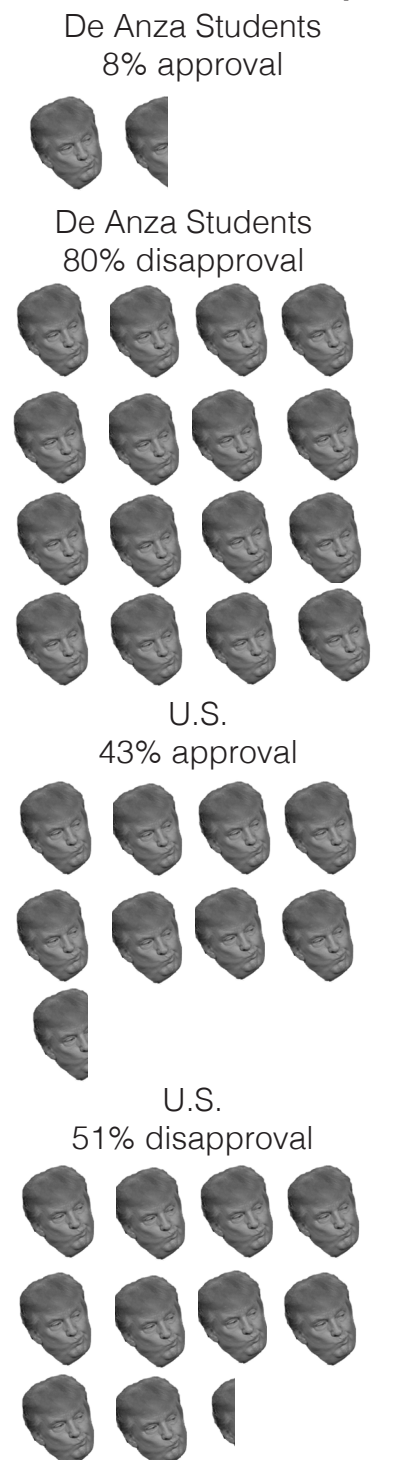 De Anza Students
8% approval
De Anza Students
80% disapproval
U.S.
43% approval
U.S.
51% disapproval